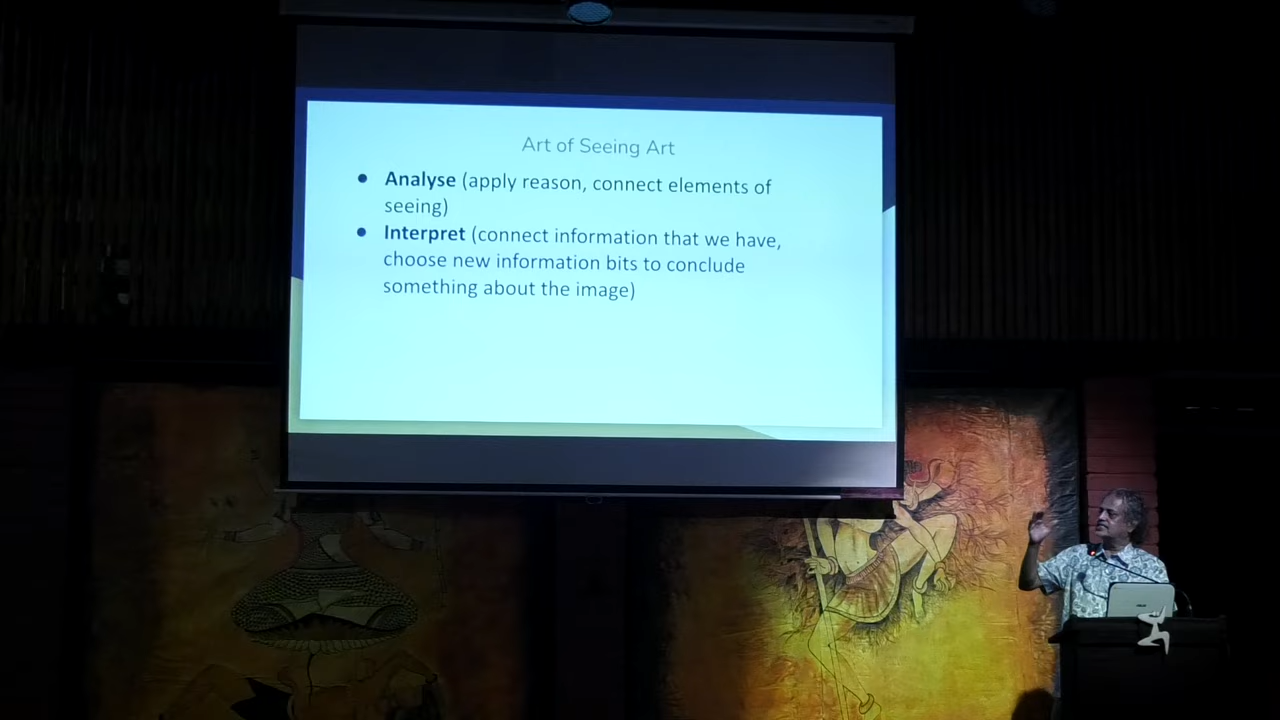 Art of Seeing Art
● Analyse (apply reason, connect elements of
seeing)
● Interpret (connect information that we have,
choose new information bits to conclude
something about the image)